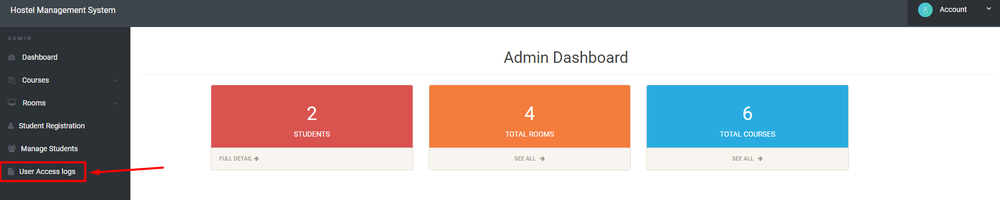 Hostel Management System
Account
ADMIN
Dashboard
Courses
Rooms
Student Registration
Manage Students
User Access logs
Admin Dashboard
2
STUDENTS
FULL DETAIL
4
TOTAL ROOMS
SEE ALL
6
TOTAL COURSES
SEE ALL